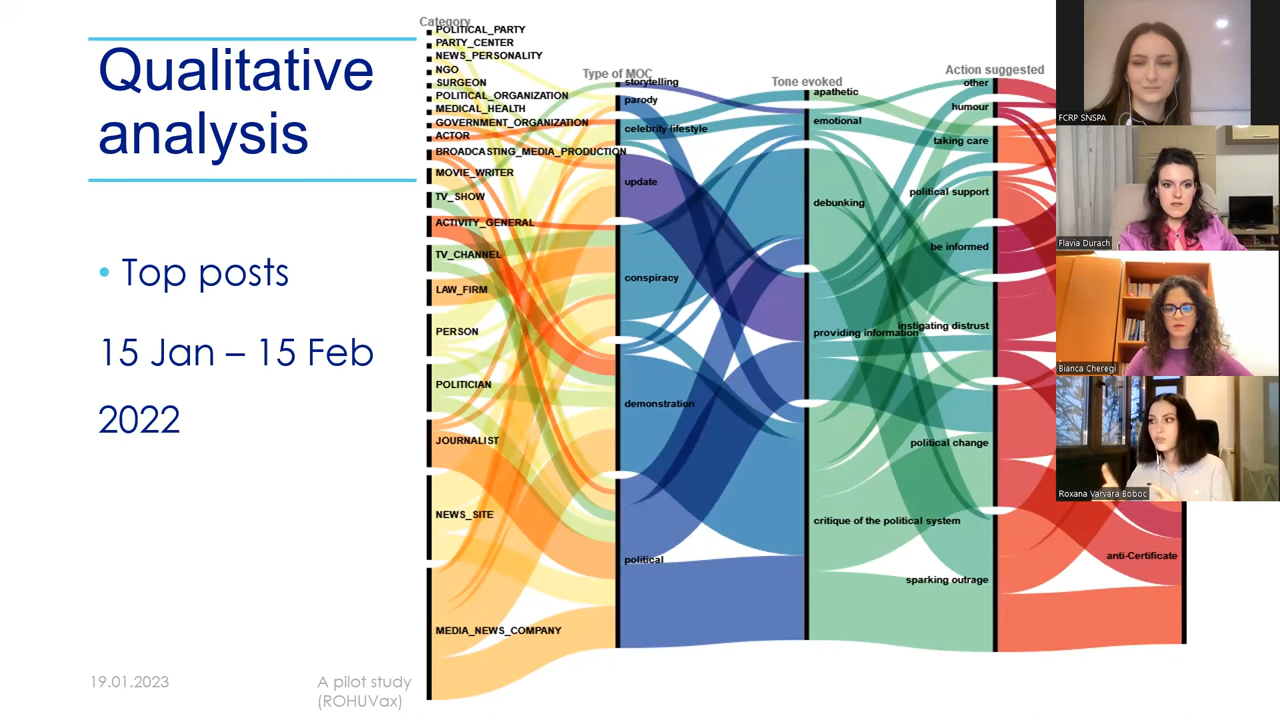 Qualitative
analysis
• Top posts
15 Jan – 15 Feb
2022
19.01.2023
A pilot study
(ROHUVax)
Category
POLITICAL_PARTY
PARTY_CENTER
NEWS_PERSONALITY
NGO
SURGEON
POLITICAL_ORGANIZATION
MEDICAL_HEALTH
GOVERNMENT_ORGANIZATION
ACTOR
BROADCASTING_MEDIA_PRODUCTION
MOVIE_WRITER
TV_SHOW
ACTIVITY_GENERAL
TV_CHANNEL
LAW_FIRM
PERSON
POLITICIAN
JOURNALIST
NEWS_SITE
MEDIA_NEWS_COMPANY
Type of MOC
storytelling
parody
celebrity lifestyle
update
conspiracy
demonstration
political
Tone evoked
apathetic
emotional
debunking
providing information
critique of the political system
Action suggested
other
humour
taking care
political support
be informed
instigating distrust
political change
sparking outrage
anti-Certificate
FCRP SNSPA
Flavia Durach
Bianca Cheregi
Roxana Varvara Boboc